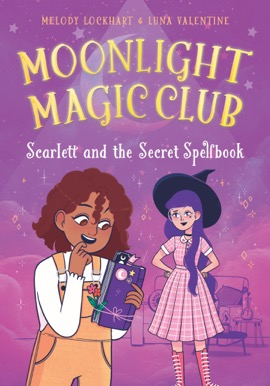 MELODY LOCKHART & LUNA VALENTINE
MOONLIGHT
MAGIC CLUB
Scarlett and the Secret Spellbook